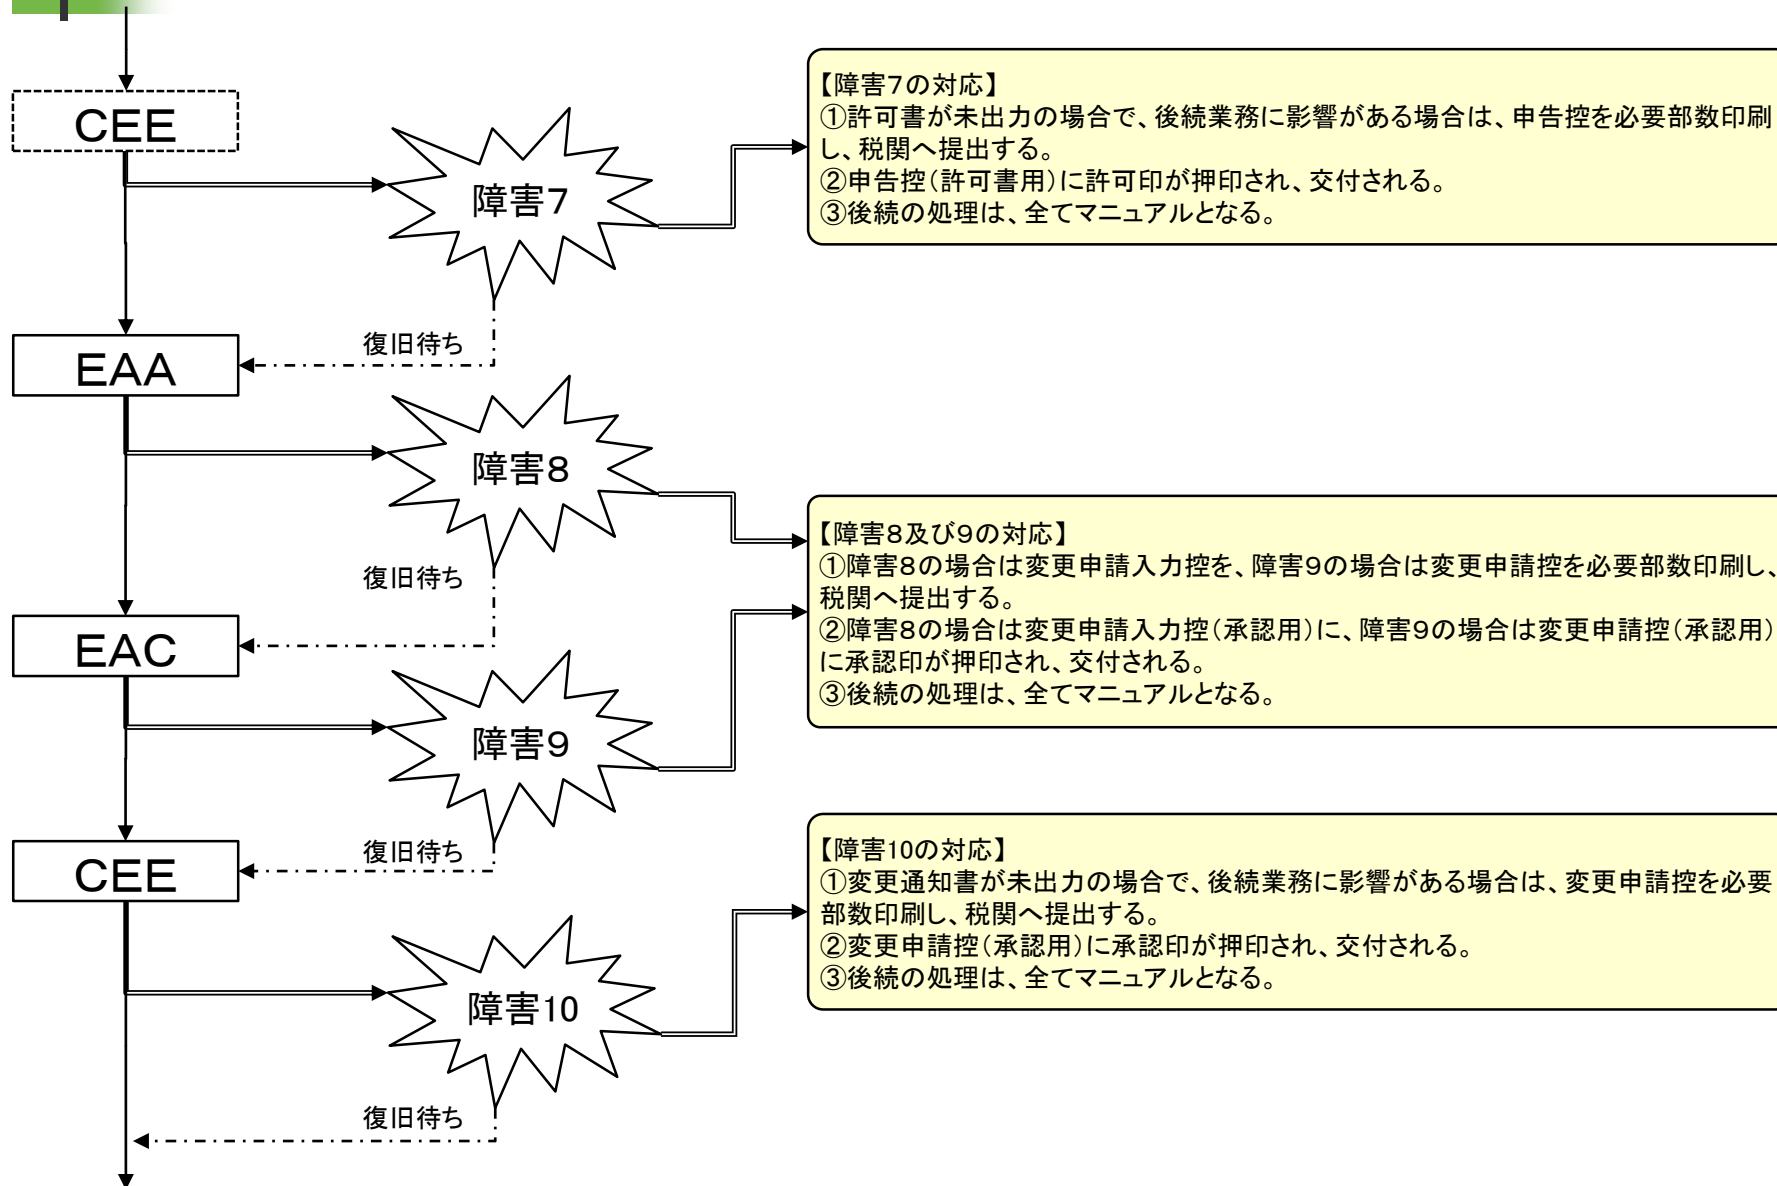 CEE
障害7
【障害7の対応】
①許可書が未出力の場合で、後続業務に影響がある場合は、申告控を必要部数印刷
し、税関へ提出する。
②申告控（許可書用）に許可印が押印され、交付される。
③後続の処理は、全てマニュアルとなる。
復旧待ち
EAA
障害8
【障害8及び9の対応】
①障害8の場合は変更申請入力控を、障害9の場合は変更申請控を必要部数印刷し、
税関へ提出する。
②障害8の場合は変更申請入力控（承認用）に、障害9の場合は変更申請控（承認用）
に承認印が押印され、交付される。
③後続の処理は、全てマニュアルとなる。
復旧待ち
EAC
障害9
復旧待ち
CEE
【障害10の対応】
①変更通知書が未出力の場合で、後続業務に影響がある場合は、変更申請控を必要
部数印刷し、税関へ提出する。
②変更申請控（承認用）に承認印が押印され、交付される。
③後続の処理は、全てマニュアルとなる。
障害10
復旧待ち